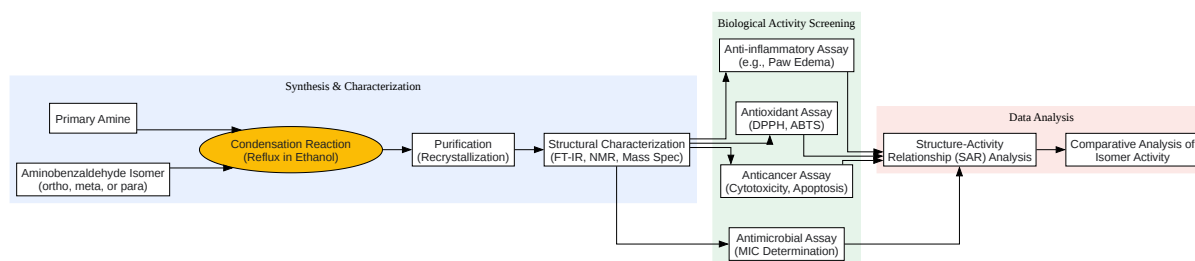 Synthesis & Characterization
Primary Amine
Aminobenzaldehyde Isomer
(ortho, meta, or para)
Condensation Reaction
(Reflux in Ethanol)
Purification
(Recrystallization)
Structural Characterization
(FT-IR, NMR, Mass Spec)
Biological Activity Screening
Anti-inflammatory Assay
(e.g., Paw Edema)
Antioxidant Assay
(DPPH, ABTS)
Anticancer Assay
(Cytotoxicity, Apoptosis)
Antimicrobial Assay
(MIC Determination)
Data Analysis
Structure-Activity
Relationship (SAR) Analysis
Comparative Analysis of
Isomer Activity